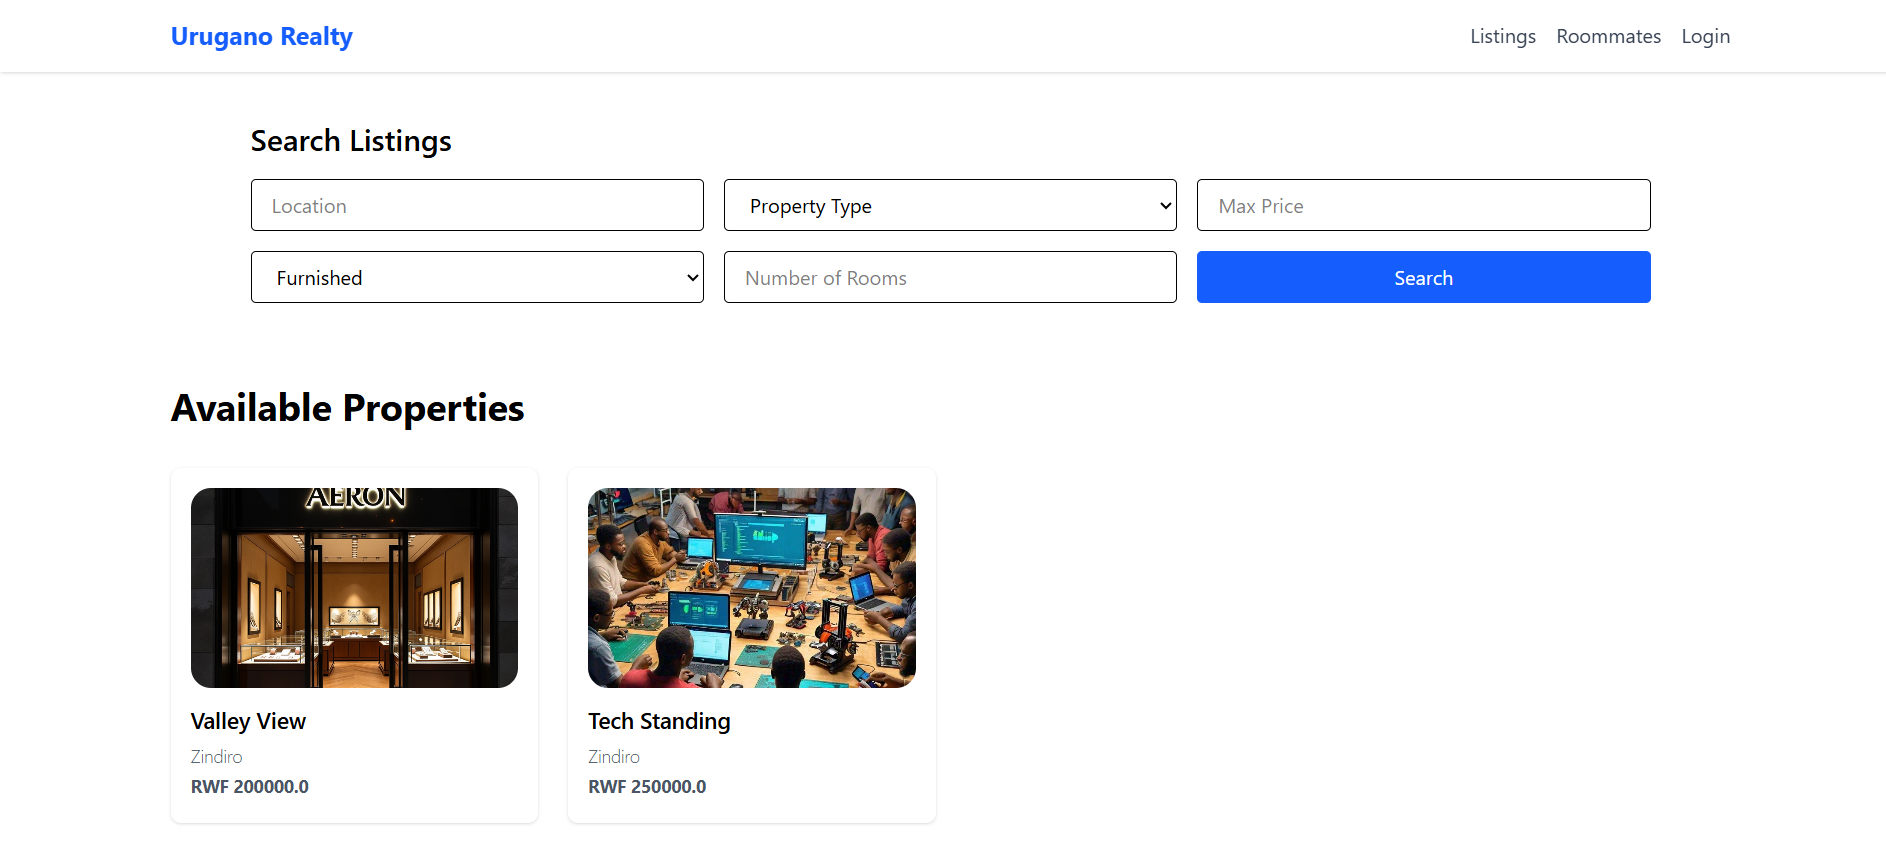 Urugano Realty
Listings Roommates Login
Search Listings
Location
Property Type
Max Price
Furnished
Number of Rooms
Search
Available Properties
AERON
Valley View
Zindiro
RWF 200000.0
Tech Standing
Zindiro
RWF 250000.0